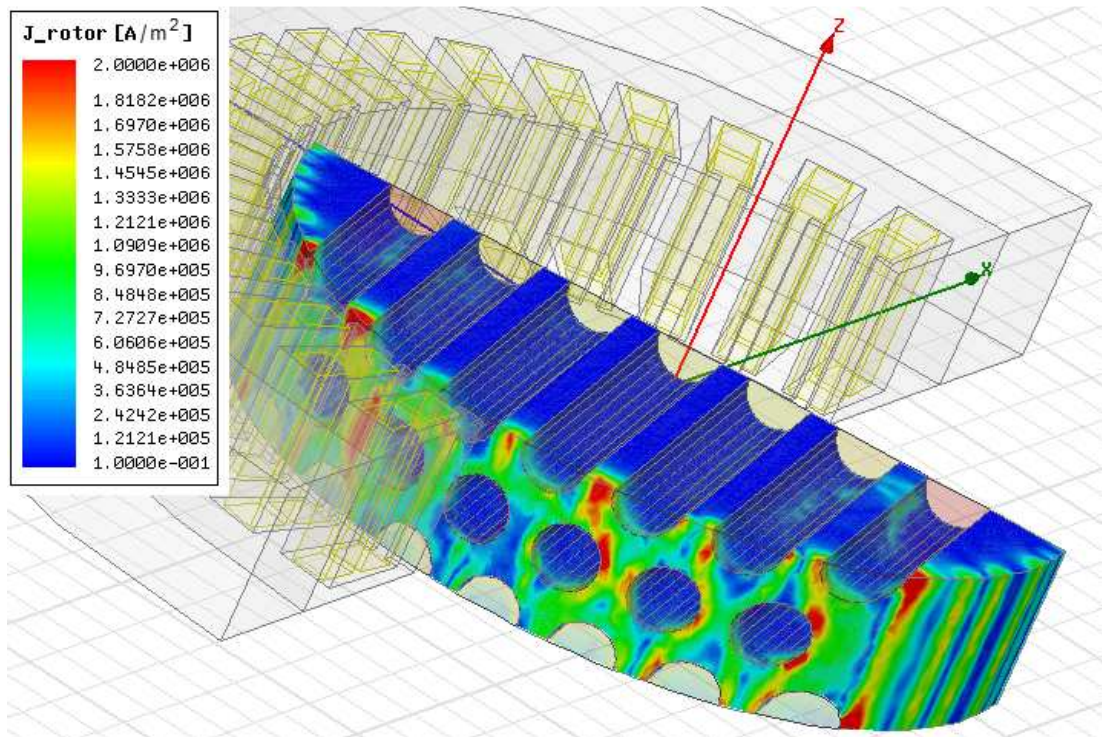 J_rotor [A/m²]
2.0000e+006
1.8182e+006
1.6970e+006
1.5758e+006
1.4545e+006
1.3333e+006
1.2121e+006
1.0909e+006
9.6970e+005
8.4848e+005
7.2727e+005
6.0606e+005
4.8485e+005
3.6364e+005
2.4242e+005
1.2121e+005
1.0000e-001
Z
X